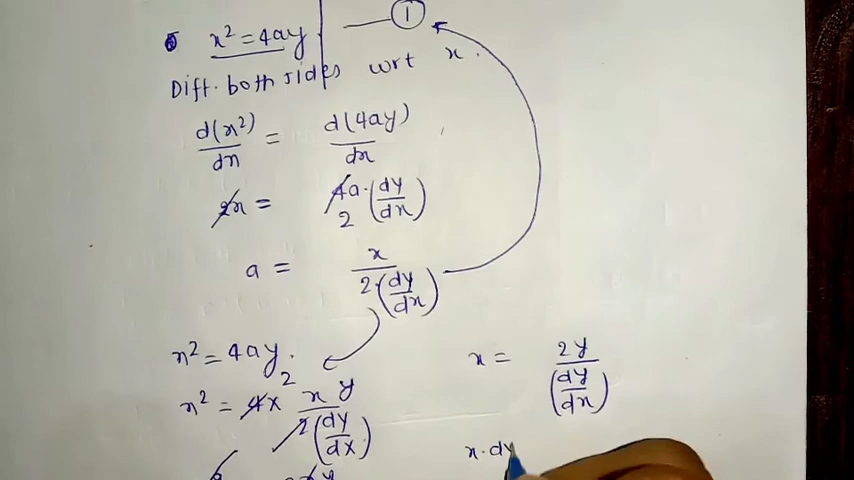 x² = 4ay. — ①
Diff. both sides wrt x.
d(x²)/dx = d(4ay)/dx
2x = 4a·(dy/dx)
2
a = x/2·(dy/dx)
x² = 4ay.
x² = 4x x y/2(dy/dx)
2
x = 2y/(dy/dx)
x·dy